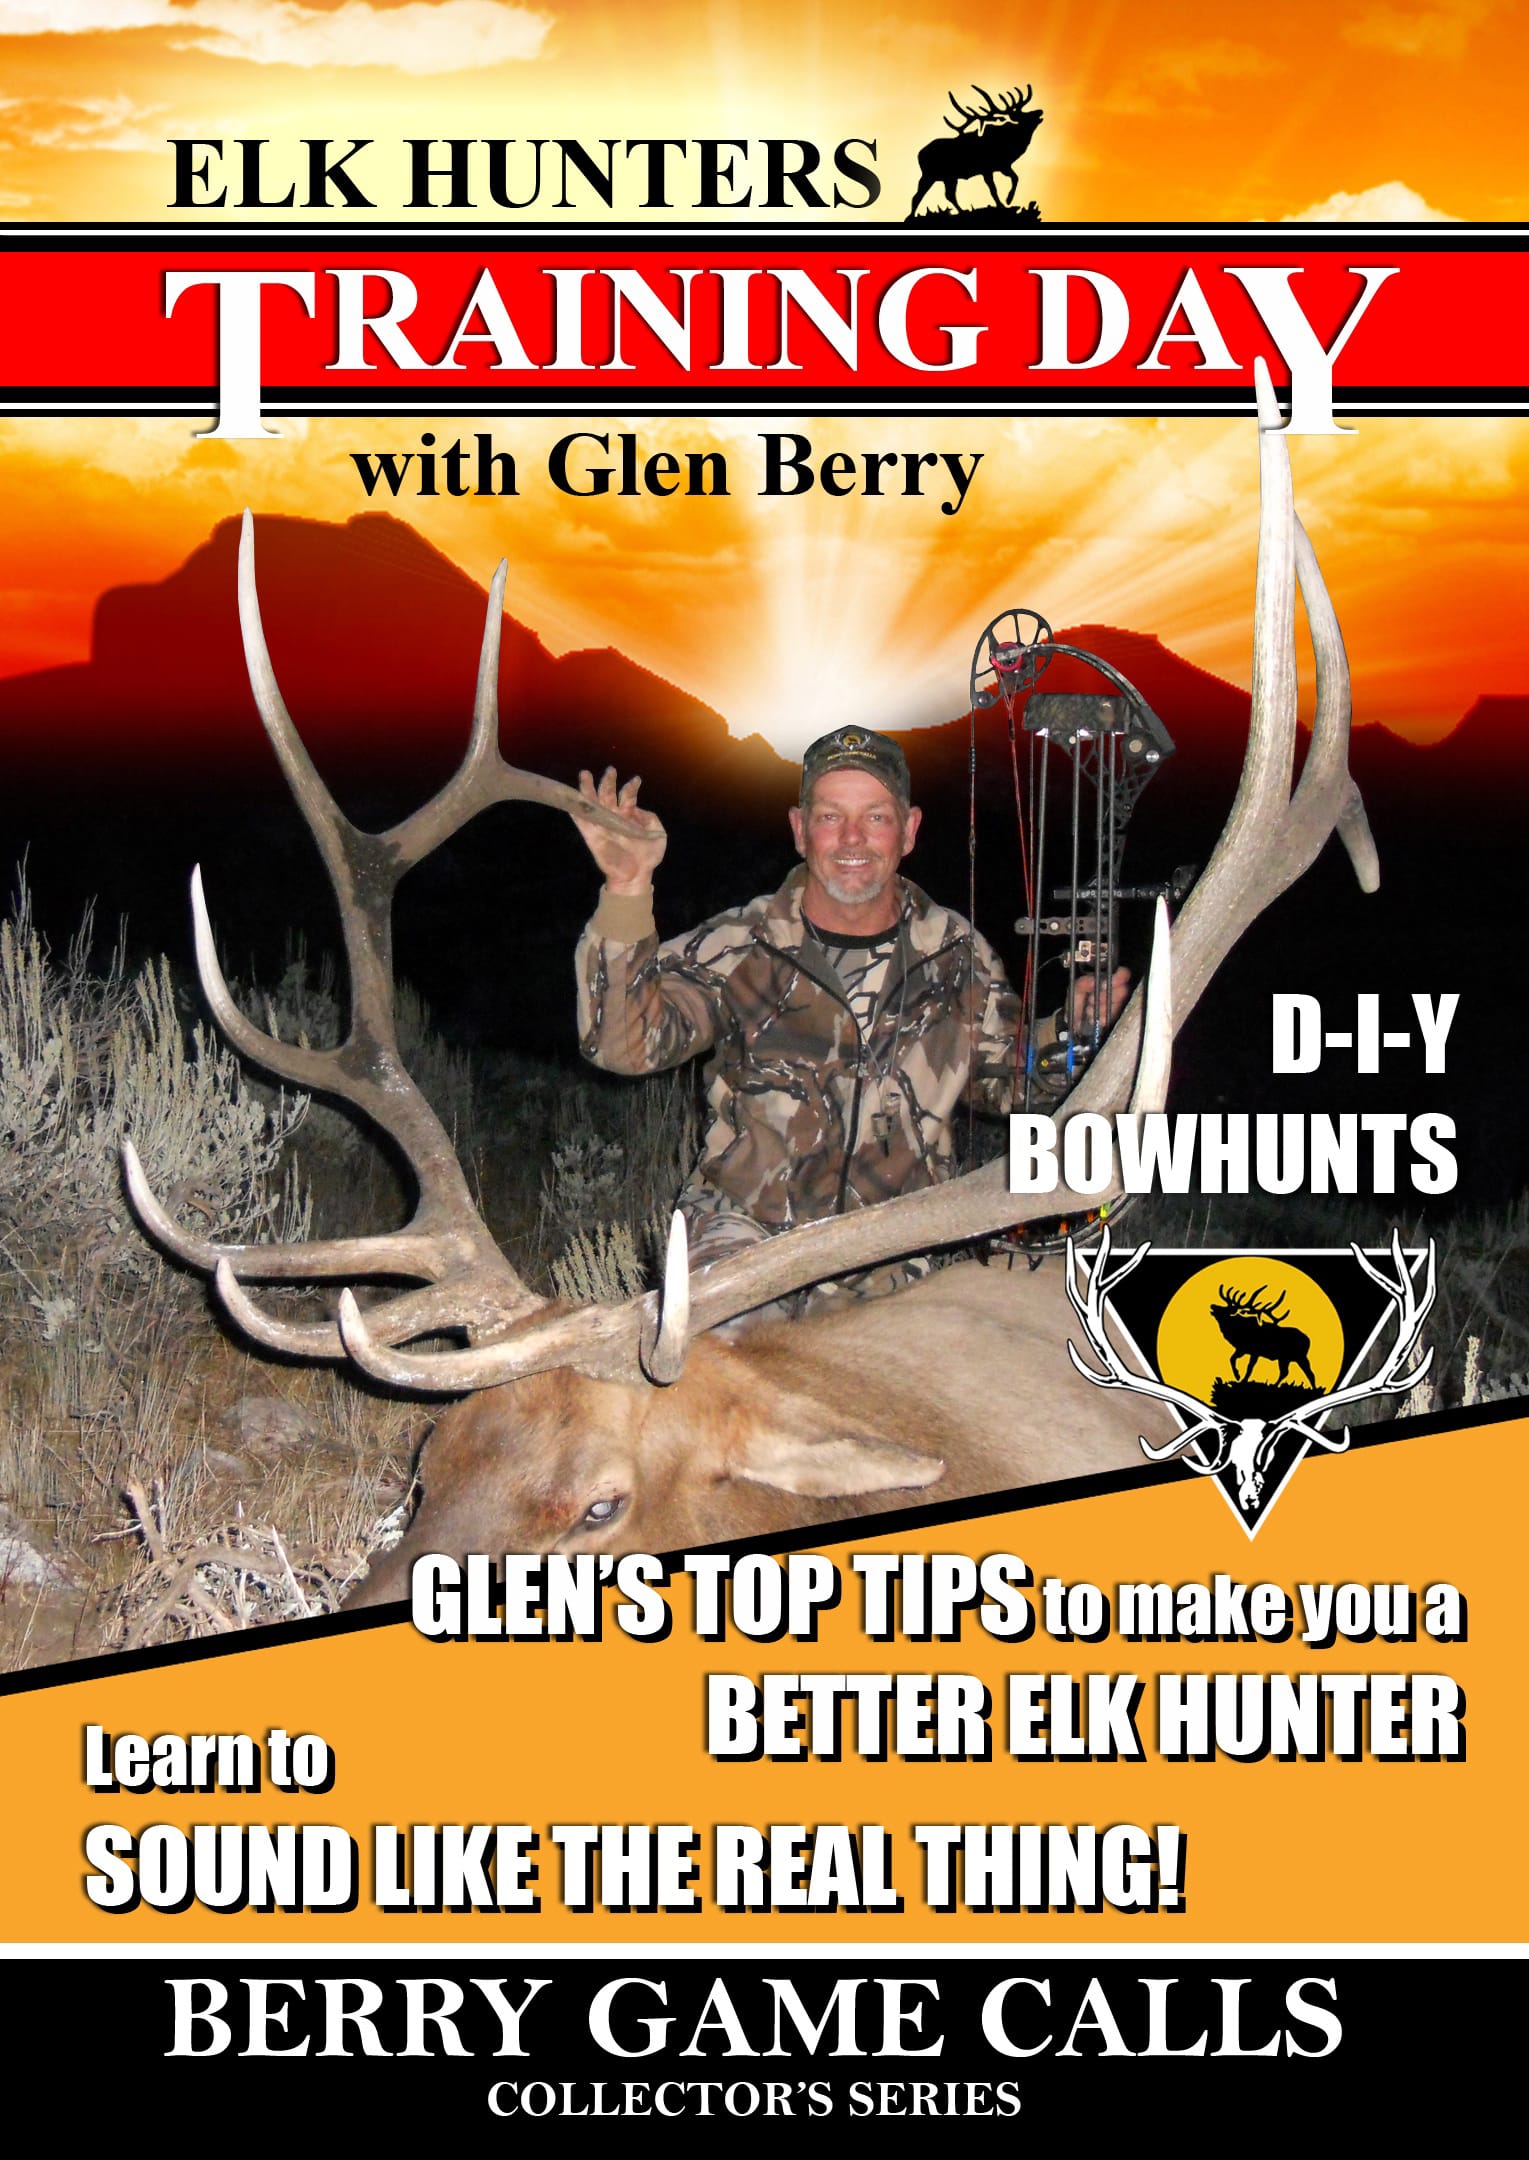 ELK HUNTERS
TRAINING DAY
with Glen Berry
D-I-Y
BOWHUNTS
GLEN'S TOP TIPS to make you a
BETTER ELK HUNTER
Learn to
SOUND LIKE THE REAL THING!
BERRY GAME CALLS
COLLECTOR'S SERIES